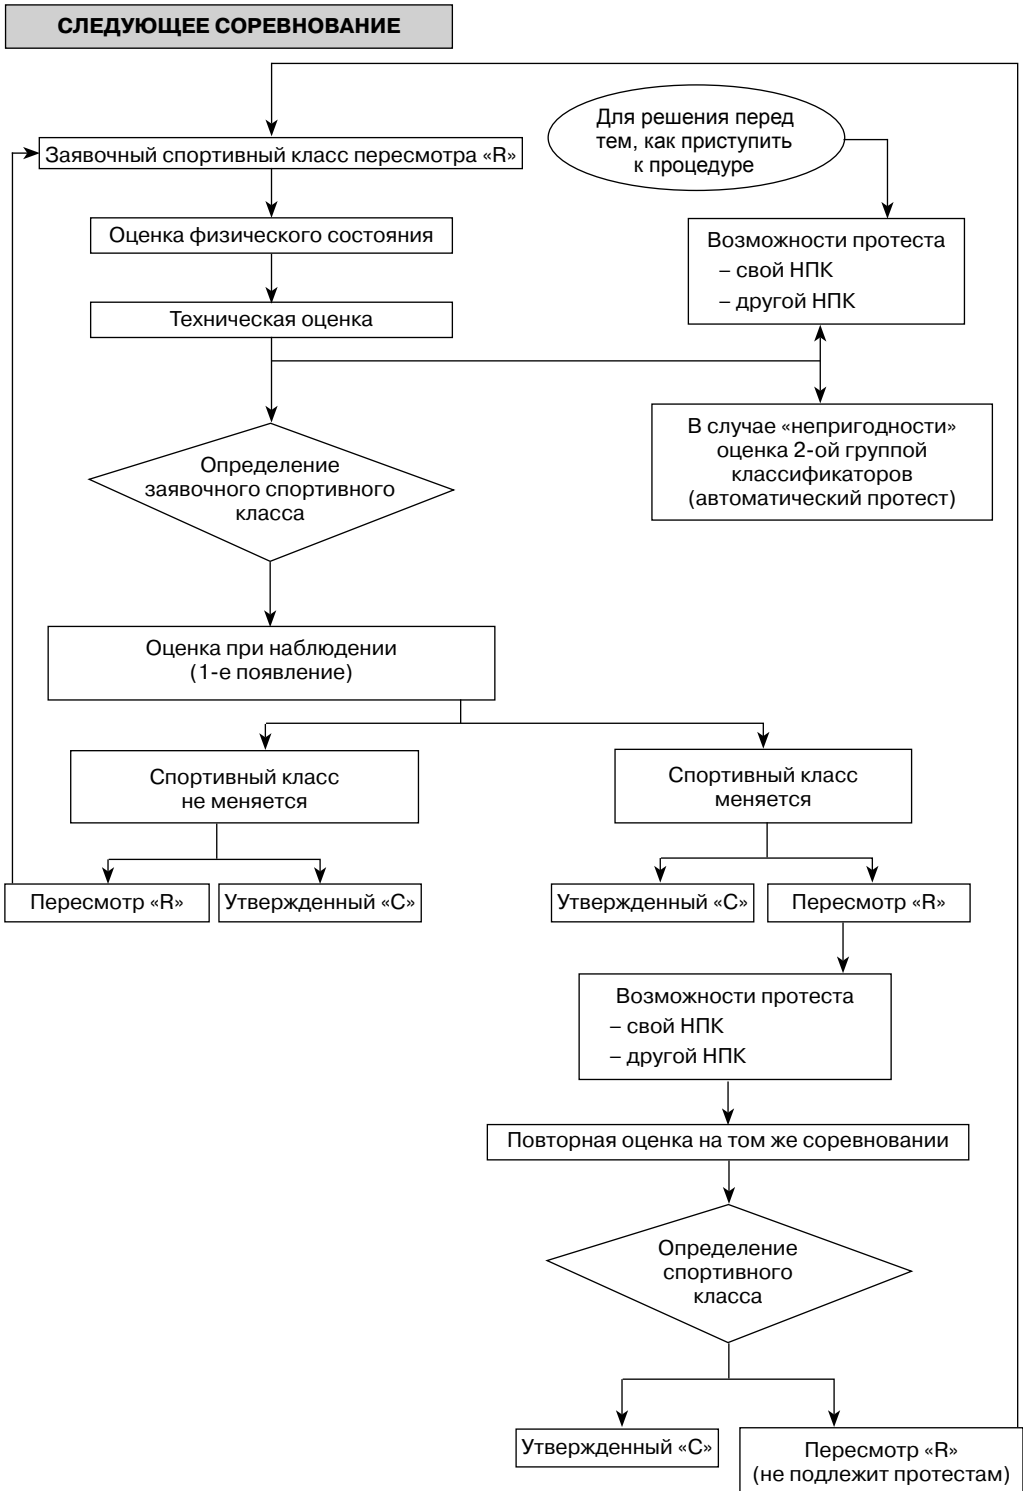 СЛЕДУЮЩЕЕ СОРЕВНОВАНИЕ
Для решения перед
тем, как приступить
к процедуре
Заявочный спортивный класс пересмотра «R»
Оценка физического состояния
Возможности протеста
– свой НПК
– другой НПК
Техническая оценка
В случае «непригодности»
оценка 2-ой группой
классификаторов
(автоматический протест)
Определение
заявочного спортивного
класса
Оценка при наблюдении
(1-е появление)
Спортивный класс
не меняется
Спортивный класс
меняется
Пересмотр «R»
Утвержденный «С»
Утвержденный «С»
Пересмотр «R»
Возможности протеста
– свой НПК
– другой НПК
Повторная оценка на том же соревновании
Определение
спортивного
класса
Утвержденный «С»
Пересмотр «R»
(не подлежит протестам)